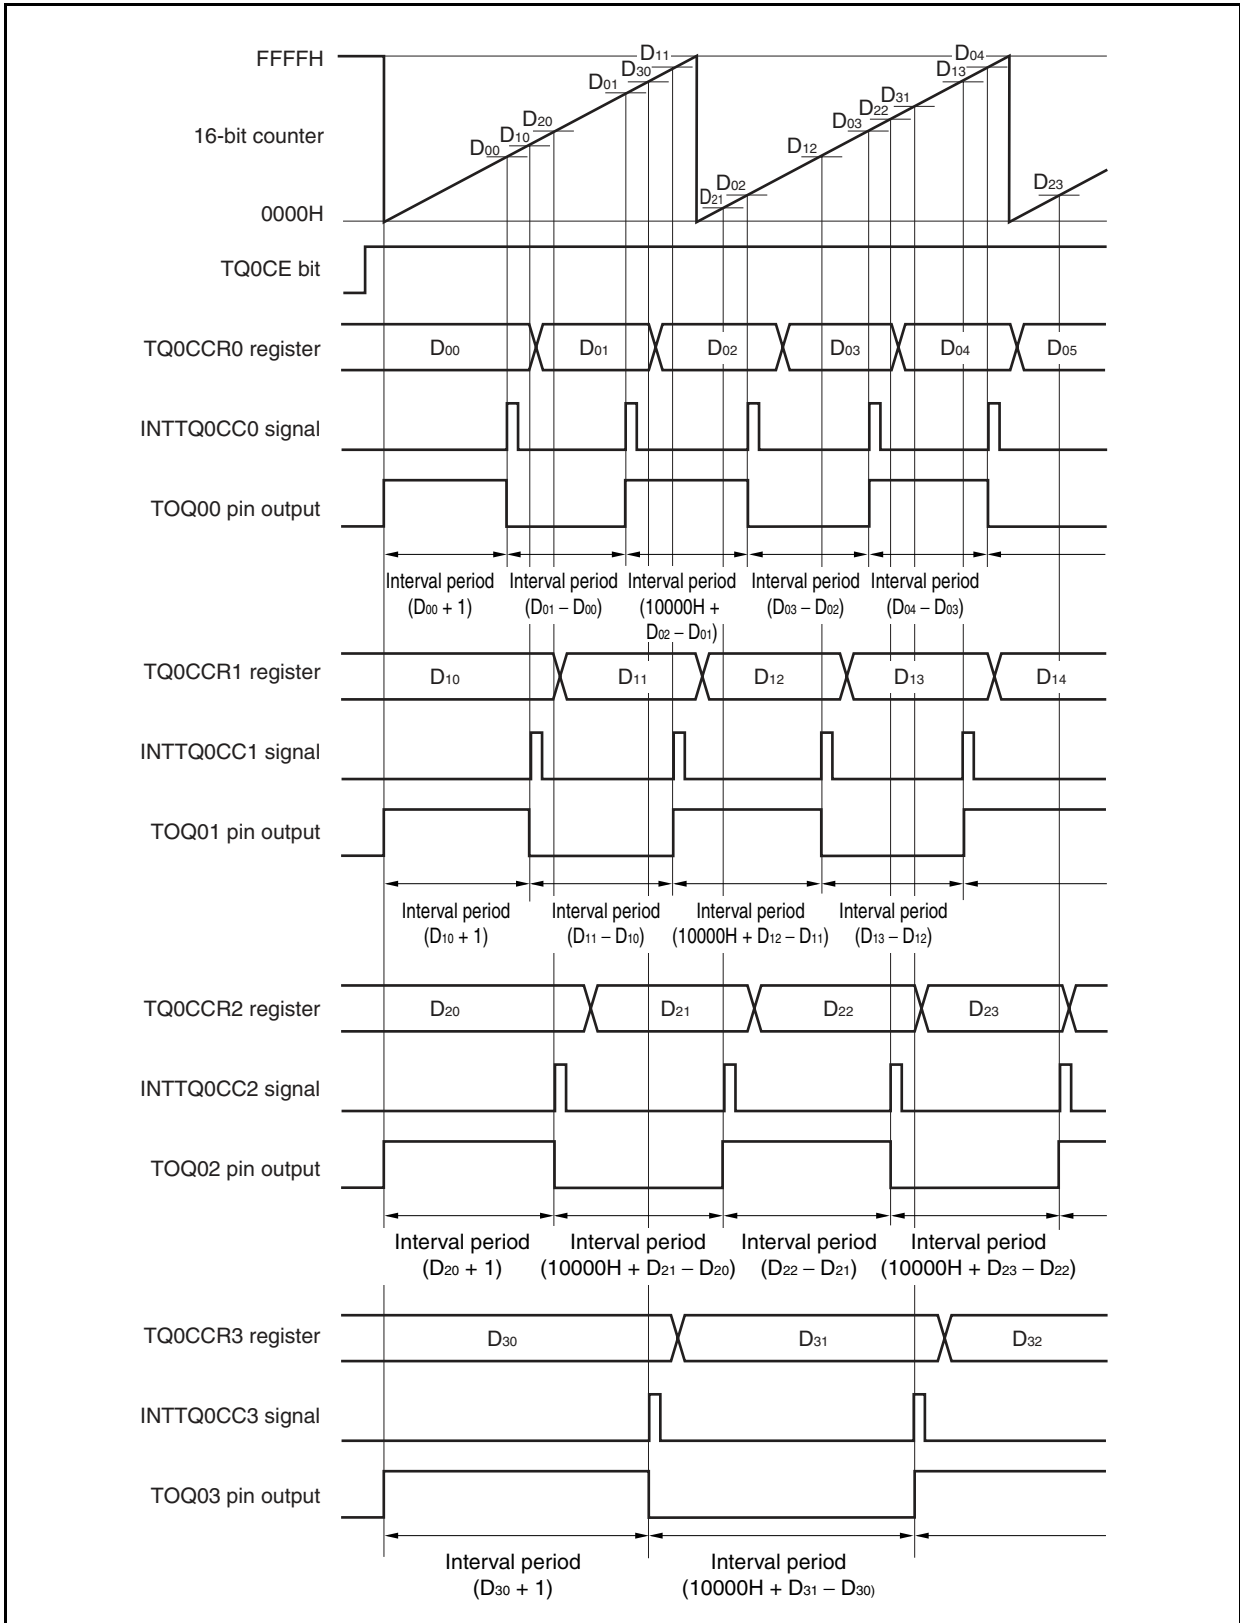 FFFFH
16-bit counter
0000H
D11
D30
D01
D20
D10
D00
D04
D13
D31
D22
D03
D12
D02
D21
D23
TQ0CE bit
TQ0CCR0 register
D00 D01 D02 D03 D04 D05
INTTQ0CC0 signal
TOQ00 pin output
Interval period Interval period Interval period Interval period Interval period
(D00 + 1) (D01 – D00) (10000H + (D03 – D02) (D04 – D03)
D02 – D01)
TQ0CCR1 register
D10 D11 D12 D13 D14
INTTQ0CC1 signal
TOQ01 pin output
Interval period Interval period Interval period Interval period
(D10 + 1) (D11 – D10) (10000H + D12 – D11) (D13 – D12)
TQ0CCR2 register
D20 D21 D22 D23
INTTQ0CC2 signal
TOQ02 pin output
Interval period Interval period Interval period Interval period
(D20 + 1) (10000H + D21 – D20) (D22 – D21) (10000H + D23 – D22)
TQ0CCR3 register
D30 D31 D32
INTTQ0CC3 signal
TOQ03 pin output
Interval period Interval period
(D30 + 1) (10000H + D31 – D30)